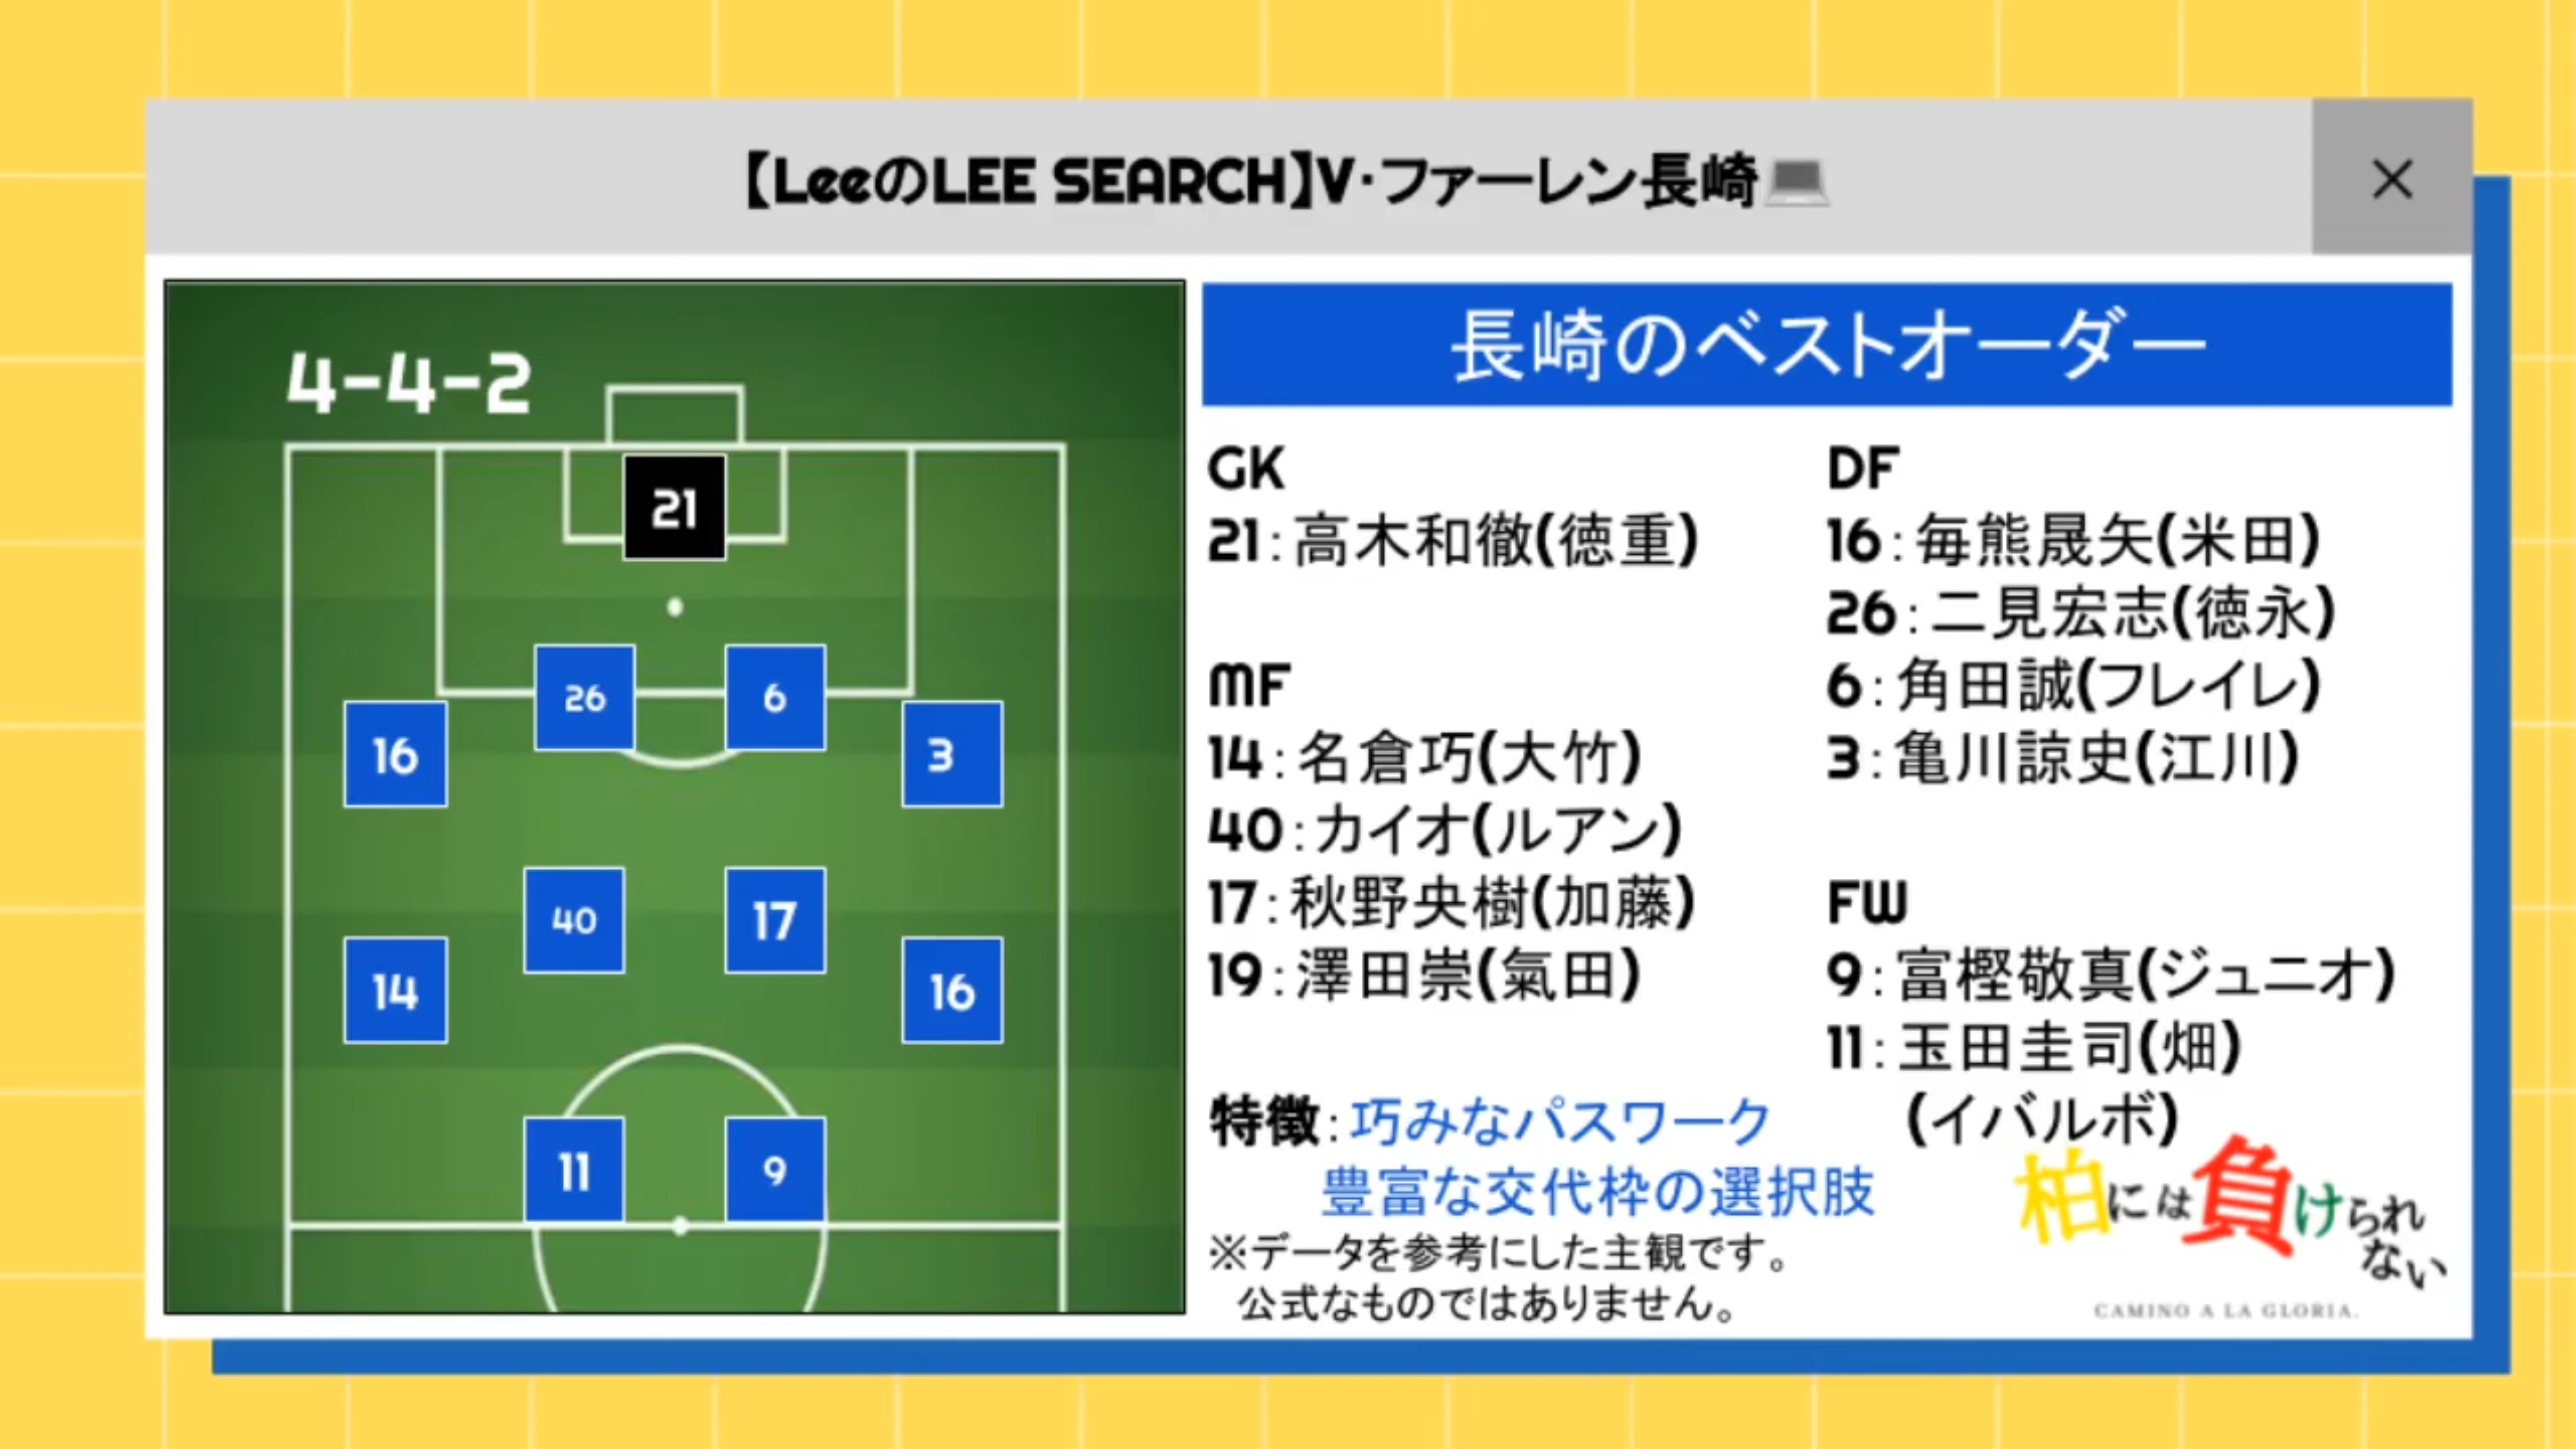 【LeeのLEE SEARCH】V・ファーレン長崎💻
×
4-4-2
21
26
6
16
3
40
17
14
16
11
9
長崎のベストオーダー
GK
21:高木和徹(徳重)
MF
14:名倉巧(大竹)
40:カイオ(ルアン)
17:秋野央樹(加藤)
19:澤田崇(氣田)
DF
16:毎熊晟矢(米田)
26:二見宏志(徳永)
6:角田誠(フレイレ)
3:亀川諒史(江川)
FW
9:富樫敬真(ジュニオ)
11:玉田圭司(畑)
(イバルボ)
特徴:巧みなパスワーク
豊富な交代枠の選択肢
※データを参考にした主観です。
公式なものではありません。
柏には負けられ
ない
CAMINO A LA GLORIA.